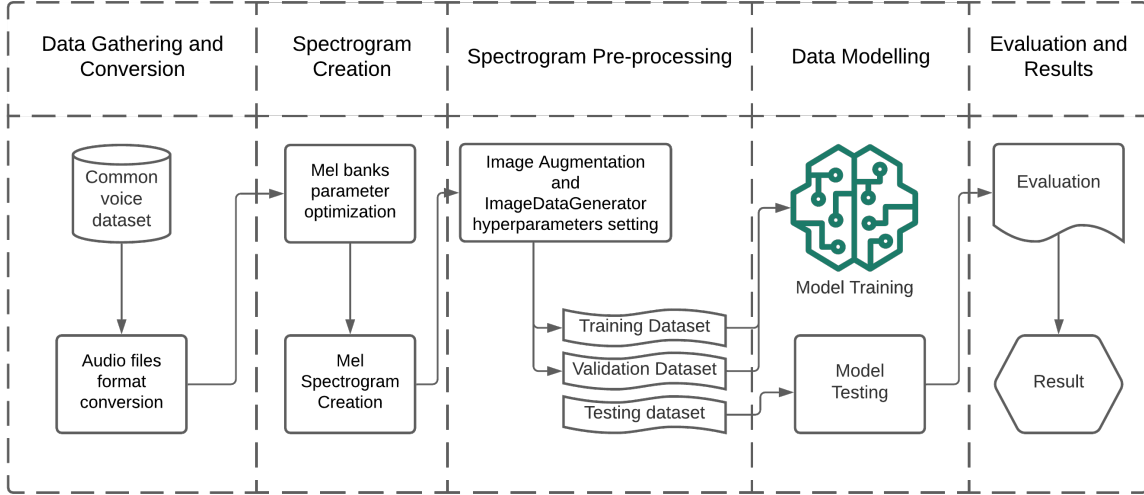 Data Gathering and
Conversion
Spectrogram
Creation
Spectrogram Pre-processing
Data Modelling
Evaluation and
Results
Common
voice
dataset
Audio files
format
conversion
Mel banks
parameter
optimization
Mel
Spectrogram
Creation
Image Augmentation
and
ImageDataGenerator
hyperparameters setting
Training Dataset
Validation Dataset
Testing dataset
Model Training
Model
Testing
Evaluation
Result